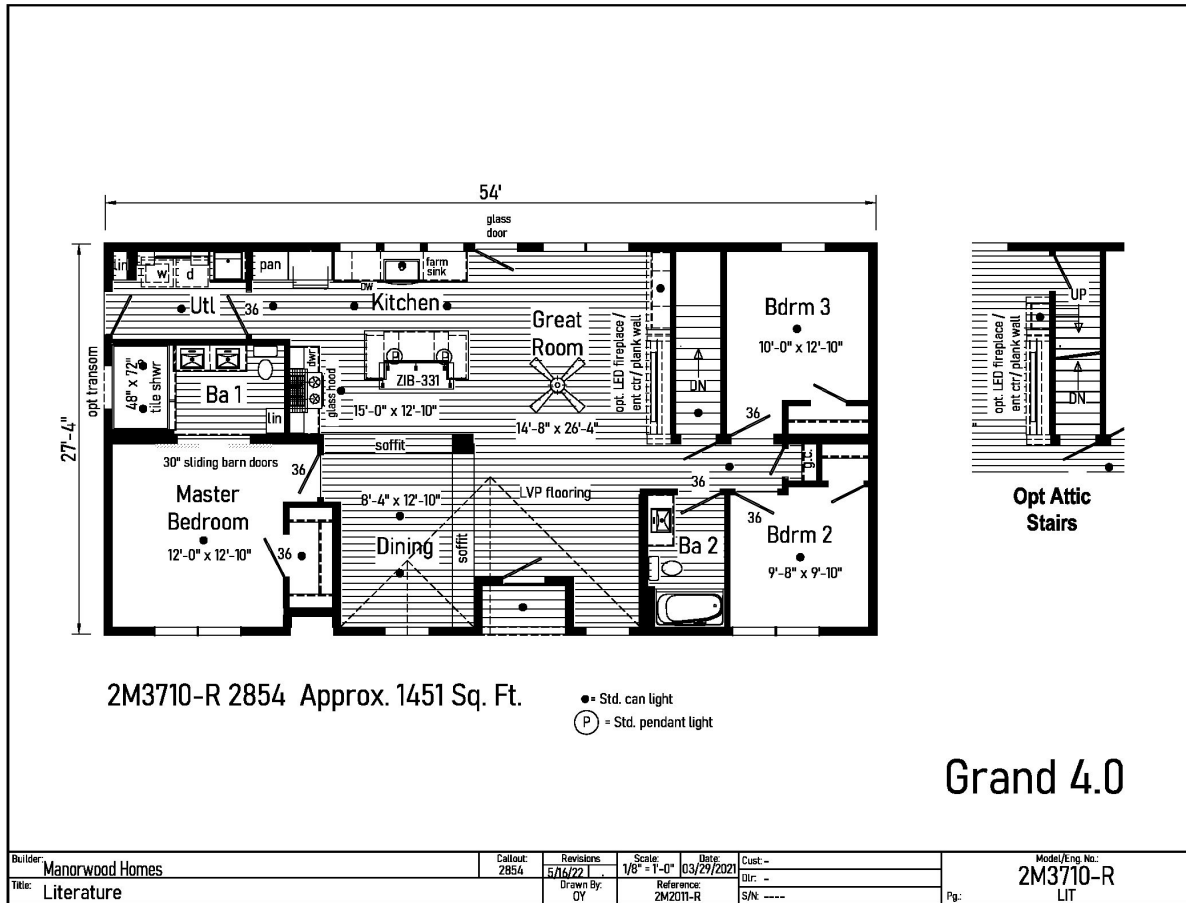 54'
glass
door
27'-4"
opt transom
lin
w
d
pan
farm
sink
DW
Utl
36
Kitchen
Great
Room
14'-8" x 26'-4"
opt. LED fireplace /
ent ctr/ plank wall
DN
Bdrm 3
10'-0" x 12'-10"
36
48" x 72"
tile shwr
Ba 1
lin
dwr
glass hood
P
P
ZIB-331
15'-0" x 12'-10"
soffit
30" sliding barn doors
36
Master
Bedroom
12'-0" x 12'-10"
36
8'-4" x 12'-10"
Dining
soffit
LVP flooring
36
g.c.
Ba 2
36
Bdrm 2
9'-8" x 9'-10"
opt. LED fireplace /
ent ctr/ plank wall
UP
DN
Opt Attic
Stairs
2M3710-R 2854 Approx. 1451 Sq. Ft.
= Std. can light
P = Std. pendant light
Grand 4.0
Builder: Manorwood Homes
Title: Literature
Callout:
2854
Revisions
5/16/22 .
Scale:
1/8" = 1'-0"
Date:
03/29/2021
Drawn By:
OY
Reference:
2M2011-R
Cust: -
Dlr: -
S/N: ----
Model/Eng. No.:
2M3710-R
Pg.: LIT